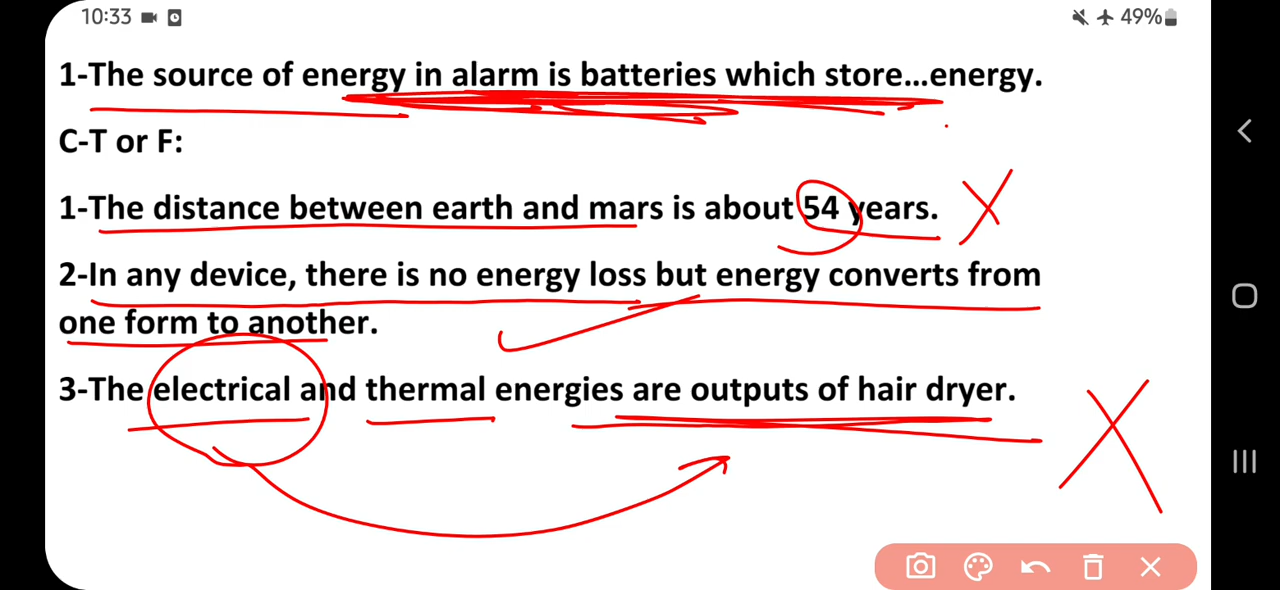 10:33
49%
1-The source of energy in alarm is batteries which store...energy.
C-T or F:
1-The distance between earth and mars is about 54 years.
2-In any device, there is no energy loss but energy converts from
one form to another.
3-The electrical and thermal energies are outputs of hair dryer.